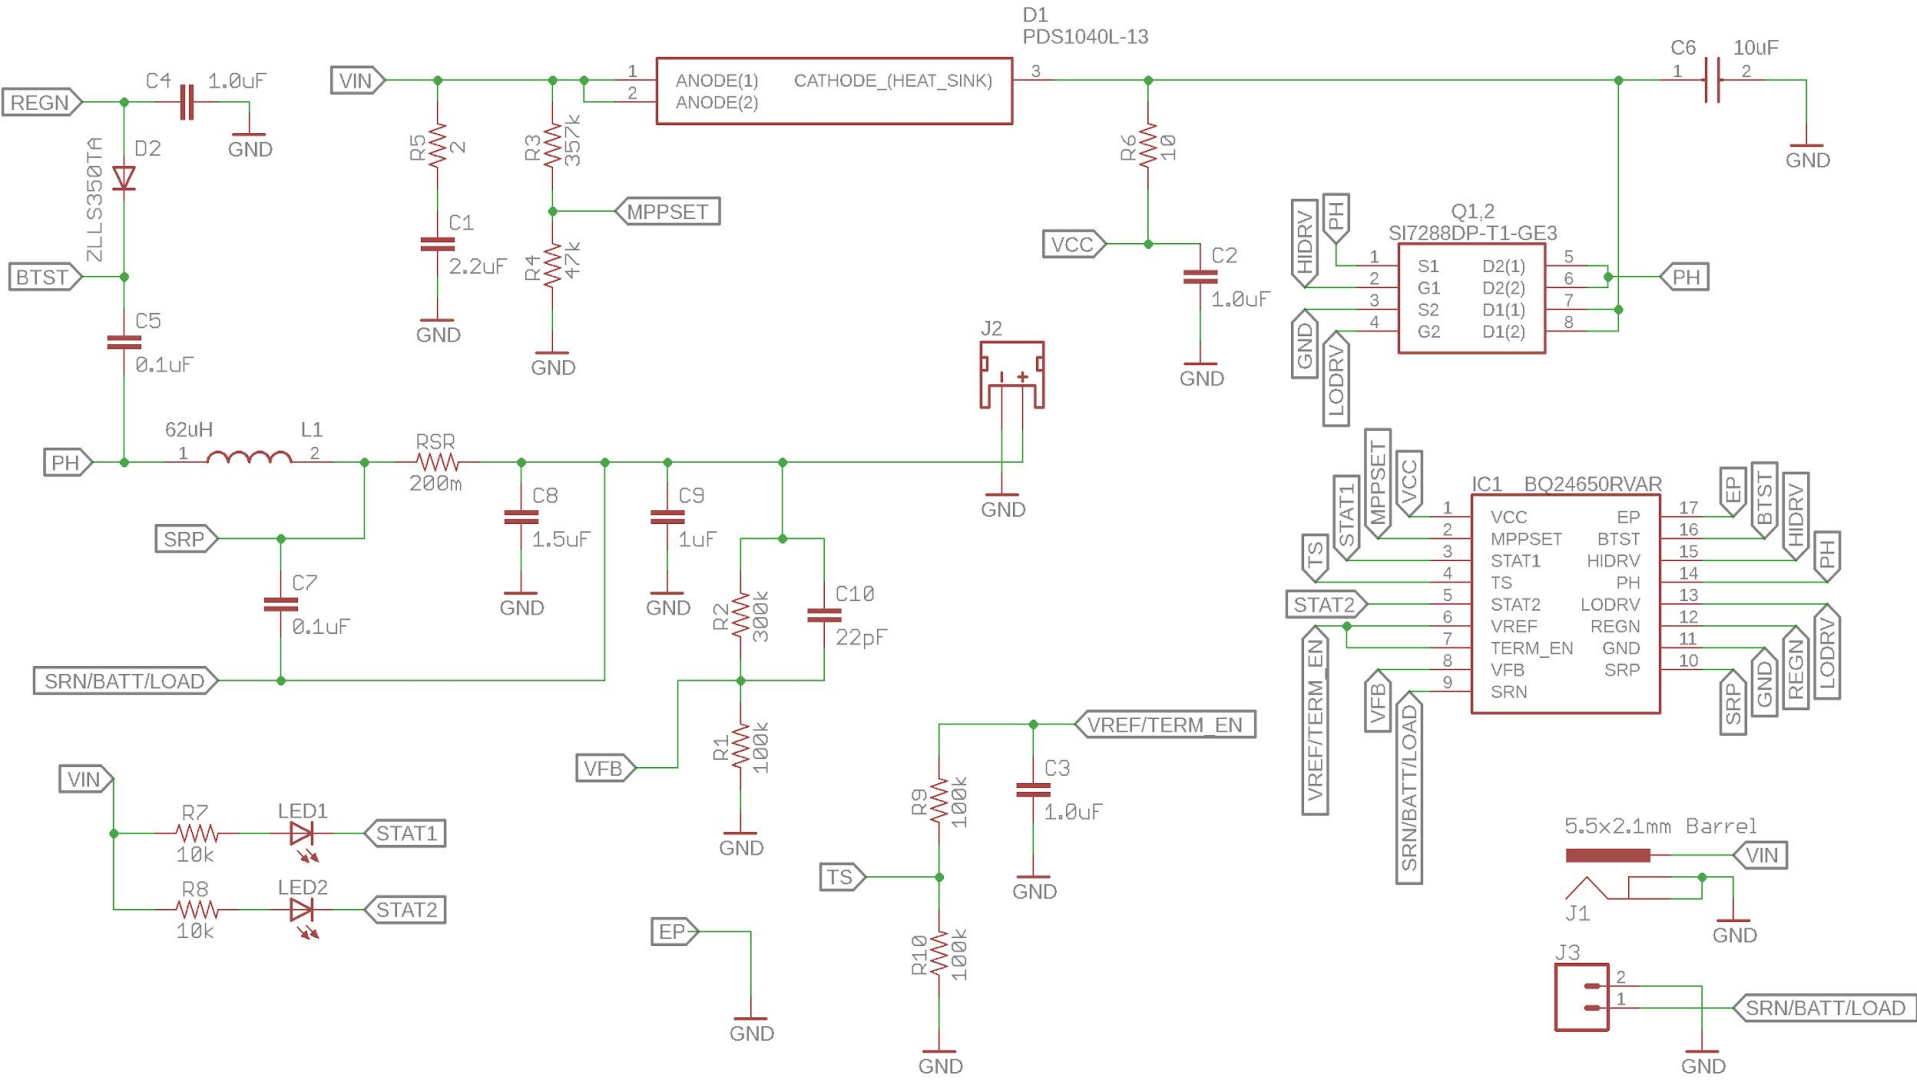 D1
PDS1040L-13
REGN
C4
1.0uF
GND
ZLLS350TA
D2
BTST
C5
0.1uF
VIN
R5
2
C1
2.2uF
GND
R3
357k
MPPSET
R4
47k
GND
1
2
ANODE(1)
ANODE(2)
CATHODE_(HEAT_SINK)
3
R6
10
VCC
C2
1.0uF
GND
C6
10uF
1
2
GND
HIDRV
PH
Q1,2
SI7288DP-T1-GE3
1
2
3
4
S1
G1
S2
G2
D2(1)
D2(2)
D1(1)
D1(2)
5
6
7
8
PH
GND
LODRV
J2
-
+
GND
PH
62uH
L1
1
2
RSR
200m
SRP
C7
0.1uF
SRN/BATT/LOAD
C8
1.5uF
GND
C9
1uF
GND
R2
300k
C10
22pF
R1
100k
VFB
GND
IC1
BQ24650RVAR
TS
STAT1
MPPSET
VCC
STAT2
VREF/TERM_EN
VFB
SRN/BATT/LOAD
1
2
3
4
5
6
7
8
9
VCC
MPPSET
STAT1
TS
STAT2
VREF
TERM_EN
VFB
SRN
EP
BTST
HIDRV
PH
LODRV
REGN
GND
SRP
17
16
15
14
13
12
11
10
EP
BTST
HIDRV
PH
SRP
GND
REGN
LODRV
VIN
R7
10k
LED1
STAT1
R8
10k
LED2
STAT2
EP
GND
VREF/TERM_EN
R9
100k
C3
1.0uF
GND
TS
R10
100k
GND
5.5x2.1mm Barrel
VIN
J1
GND
J3
2
1
SRN/BATT/LOAD
GND